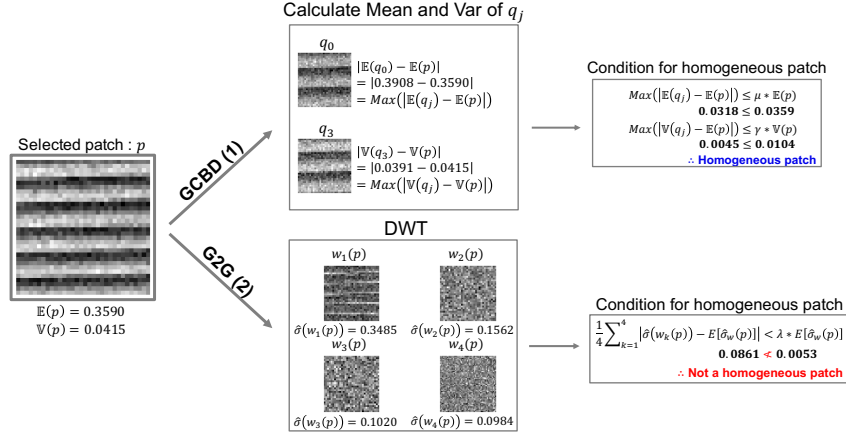 Calculate Mean and Var of q_j
q_0
|𝔼(q_0) − 𝔼(p)|
= |0.3908 − 0.3590|
= Max(|𝔼(q_j) − 𝔼(p)|)
q_3
|𝕍(q_3) − 𝕍(p)|
= |0.0391 − 0.0415|
= Max(|𝕍(q_j) − 𝕍(p)|)
Condition for homogeneous patch
Max(|𝔼(q_j) − 𝔼(p)|) ≤ μ * 𝔼(p)
0.0318 ≤ 0.0359
Max(|𝕍(q_j) − 𝔼(p)|) ≤ γ * 𝕍(p)
0.0045 ≤ 0.0104
∴ Homogeneous patch
Selected patch : p
𝔼(p) = 0.3590
𝕍(p) = 0.0415
GCBD (1)
G2G (2)
DWT
w_1(p)
w_2(p)
σ̂(w_1(p)) = 0.3485
σ̂(w_2(p)) = 0.1562
w_3(p)
w_4(p)
σ̂(w_3(p)) = 0.1020
σ̂(w_4(p)) = 0.0984
Condition for homogeneous patch
1/4 ∑_{k=1}^{4} |σ̂(w_k(p)) − E[σ̂_w(p)]| < λ * E[σ̂_w(p)]
0.0861 ≮ 0.0053
∴ Not a homogeneous patch